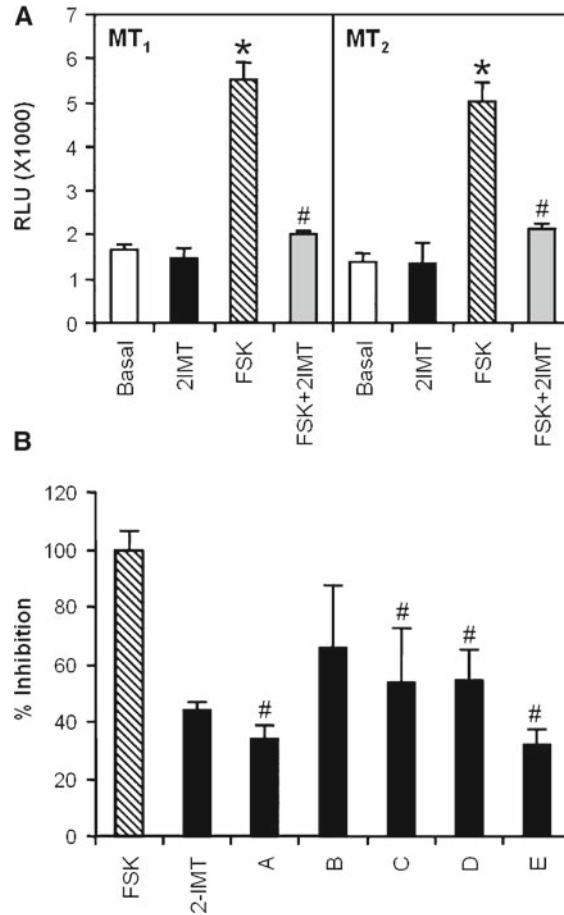 A
7
6
5
4
3
2
1
0
RLU (X1000)
MT1
MT2
*
#
*
#
Basal
2IMT
FSK
FSK+2IMT
Basal
2IMT
FSK
FSK+2IMT
B
120
100
80
60
40
20
0
% Inhibition
#
#
#
#
FSK
2-IMT
A
B
C
D
E